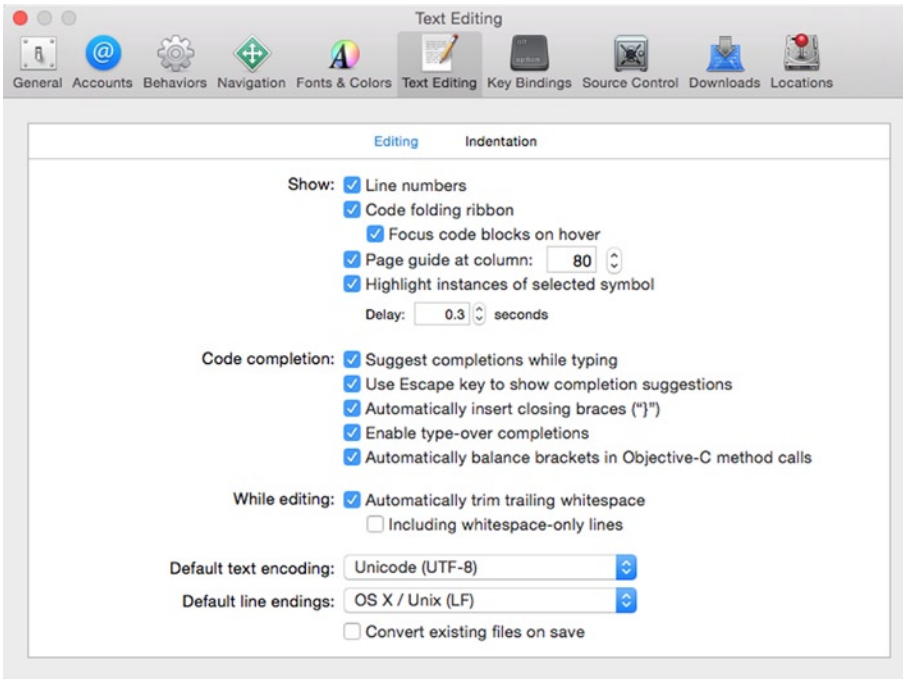 Text Editing
General Accounts Behaviors Navigation Fonts & Colors Text Editing Key Bindings Source Control Downloads Locations
Editing Indentation
Show: Line numbers
Code folding ribbon
Focus code blocks on hover
Page guide at column: 80
Highlight instances of selected symbol
Delay: 0.3 seconds
Code completion: Suggest completions while typing
Use Escape key to show completion suggestions
Automatically insert closing braces (“}”)
Enable type-over completions
Automatically balance brackets in Objective-C method calls
While editing: Automatically trim trailing whitespace
Including whitespace-only lines
Default text encoding: Unicode (UTF-8)
Default line endings: OS X / Unix (LF)
Convert existing files on save